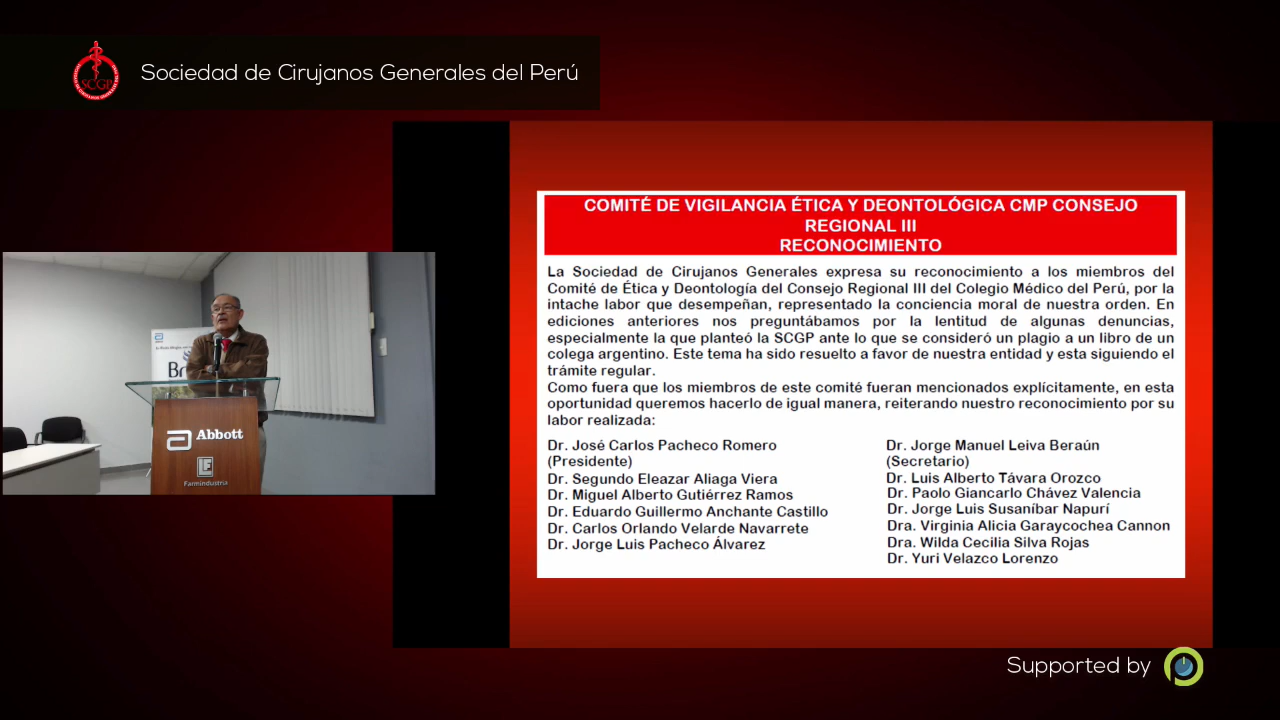 Sociedad de Cirujanos Generales del Perú
SCGP
COMITÉ DE VIGILANCIA ÉTICA Y DEONTOLÓGICA CMP CONSEJO
REGIONAL III
RECONOCIMIENTO
La Sociedad de Cirujanos Generales expresa su reconocimiento a los miembros del
Comité de Ética y Deontología del Consejo Regional III del Colegio Médico del Perú, por la
intache labor que desempeñan, representado la conciencia moral de nuestra orden. En
ediciones anteriores nos preguntábamos por la lentitud de algunas denuncias,
especialmente la que planteó la SCGP ante lo que se consideró un plagio a un libro de un
colega argentino. Este tema ha sido resuelto a favor de nuestra entidad y esta siguiendo el
trámite regular.
Como fuera que los miembros de este comité fueran mencionados explícitamente, en esta
oportunidad queremos hacerlo de igual manera, reiterando nuestro reconocimiento por su
labor realizada:
Dr. José Carlos Pacheco Romero
(Presidente)
Dr. Segundo Eleazar Aliaga Viera
Dr. Miguel Alberto Gutiérrez Ramos
Dr. Eduardo Guillermo Anchante Castillo
Dr. Carlos Orlando Velarde Navarrete
Dr. Jorge Luis Pacheco Álvarez
Dr. Jorge Manuel Leiva Beraún
(Secretario)
Dr. Luis Alberto Távara Orozco
Dr. Paolo Giancarlo Chávez Valencia
Dr. Jorge Luis Susaníbar Napurí
Dra. Virginia Alicia Garaycochea Cannon
Dra. Wilda Cecilia Silva Rojas
Dr. Yuri Velazco Lorenzo
Abbott
Farmindustria
Supported by